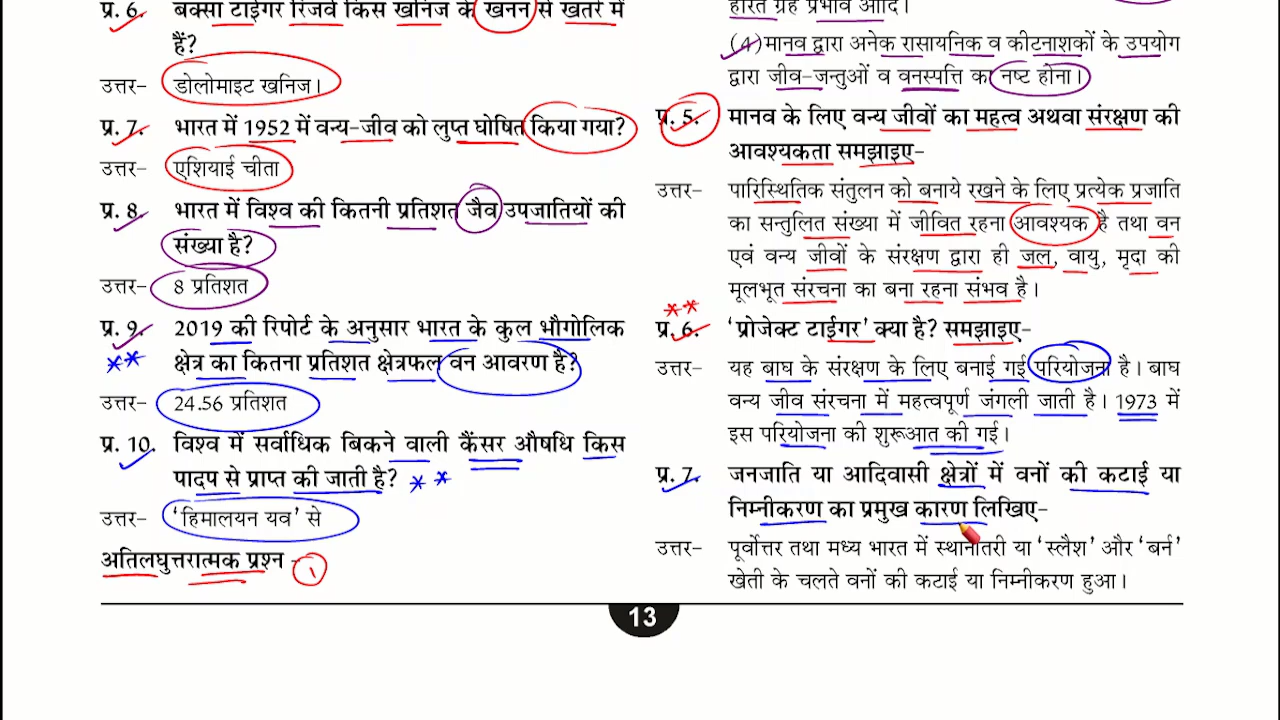 प्र. 6. बक्सा टाईगर रिजर्व किस खनिज के खनन से खतरे में
हैं?
उत्तर- डोलोमाइट खनिज।
प्र. 7. भारत में 1952 में वन्य-जीव को लुप्त घोषित किया गया?
उत्तर- एशियाई चीता
प्र. 8. भारत में विश्व की कितनी प्रतिशत जैव उपजातियों की
संख्या है?
उत्तर- 8 प्रतिशत
प्र. 9. 2019 की रिपोर्ट के अनुसार भारत के कुल भौगोलिक
** क्षेत्र का कितना प्रतिशत क्षेत्रफल वन आवरण है?
उत्तर- 24.56 प्रतिशत
प्र. 10. विश्व में सर्वाधिक बिकने वाली कैंसर औषधि किस
पादप से प्राप्त की जाती है? **
उत्तर- 'हिमालयन यव' से
अतिलघुत्तरात्मक प्रश्न - १
हरित ग्रह प्रभाव आदि।
(4) मानव द्वारा अनेक रासायनिक व कीटनाशकों के उपयोग
द्वारा जीव-जन्तुओं व वनस्पत्ति का नष्ट होना।
प्र. 5. मानव के लिए वन्य जीवों का महत्व अथवा संरक्षण की
आवश्यकता समझाइए-
उत्तर- पारिस्थितिक संतुलन को बनाये रखने के लिए प्रत्येक प्रजाति
का सन्तुलित संख्या में जीवित रहना आवश्यक है तथा वन
एवं वन्य जीवों के संरक्षण द्वारा ही जल, वायु, मृदा की
मूलभूत संरचना का बना रहना संभव है।
**
प्र. 6. 'प्रोजेक्ट टाईगर' क्या है? समझाइए-
उत्तर- यह बाघ के संरक्षण के लिए बनाई गई परियोजना है। बाघ
वन्य जीव संरचना में महत्वपूर्ण जंगली जाती है। 1973 में
इस परियोजना की शुरूआत की गई।
प्र. 7. जनजाति या आदिवासी क्षेत्रों में वनों की कटाई या
निम्नीकरण का प्रमुख कारण लिखिए-
उत्तर- पूर्वोत्तर तथा मध्य भारत में स्थानांतरी या 'स्लैश' और 'बर्न'
खेती के चलते वनों की कटाई या निम्नीकरण हुआ।
13